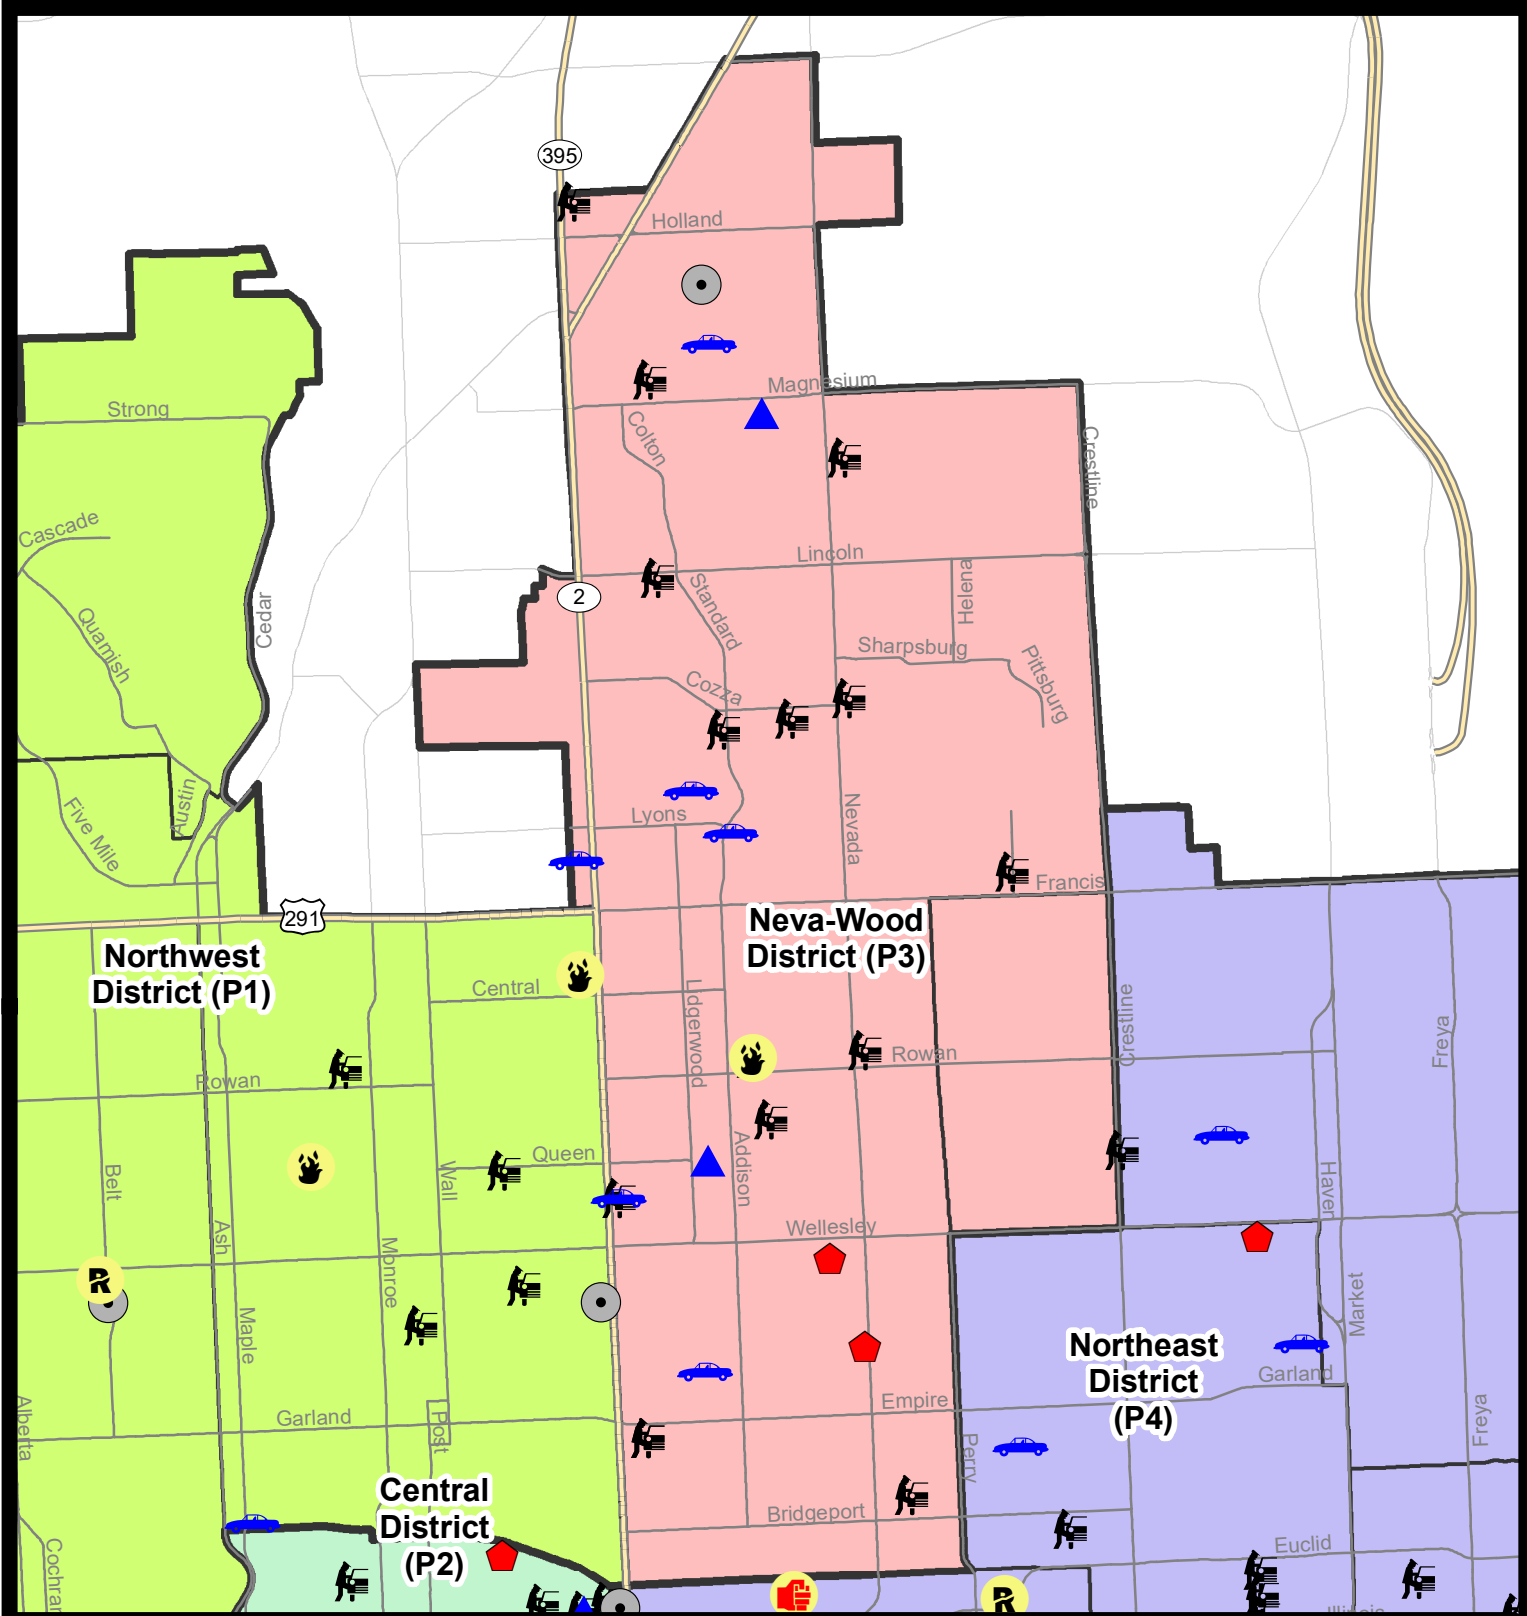 395
Holland
Magnesium
Strong
Colton
Crestline
Cascade
Lincoln
Helena
Standard
2
Cedar
Quamish
Sharpsburg
Pittsburg
Cozza
Austin
Five Mile
Lyons
Nevada
Francis
291
Neva-Wood
District (P3)
Northwest
District (P1)
Central
Lidgerwood
Crestline
Freya
Rowan
Rowan
Queen
Belt
Wall
Addison
Haven
Ash
Monroe
Wellesley
R
Maple
Market
Northeast
District
(P4)
Garland
Empire
Alberta
Garland
Post
Freya
Perry
Central
District
(P2)
Bridgeport
Euclid
Cochran
R